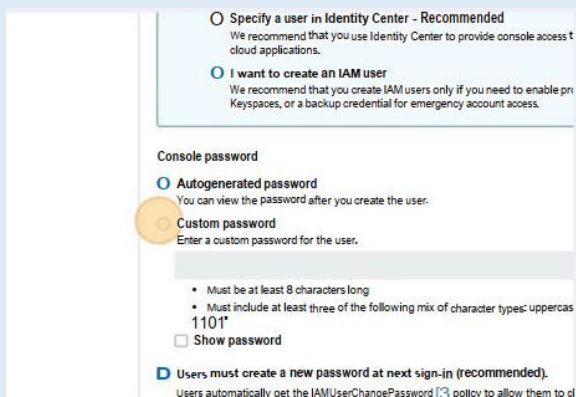 O Specify a user in Identity Center - Recommended
We recommend that you use Identity Center to provide console access t
cloud applications.
O I want to create an IAM user
We recommend that you create IAM users only if you need to enable pro
Keyspaces, or a backup credential for emergency account access.
Console password
O Autogenerated password
You can view the password after you create the user.
Custom password
Enter a custom password for the user.
• Must be at least 8 characters long
• Must include at least three of the following mix of character types: uppercas
1101"
Show password
D Users must create a new password at next sign-in (recommended).
Users automatically get the IAMUserChangePassword [3 policy to allow them to cl